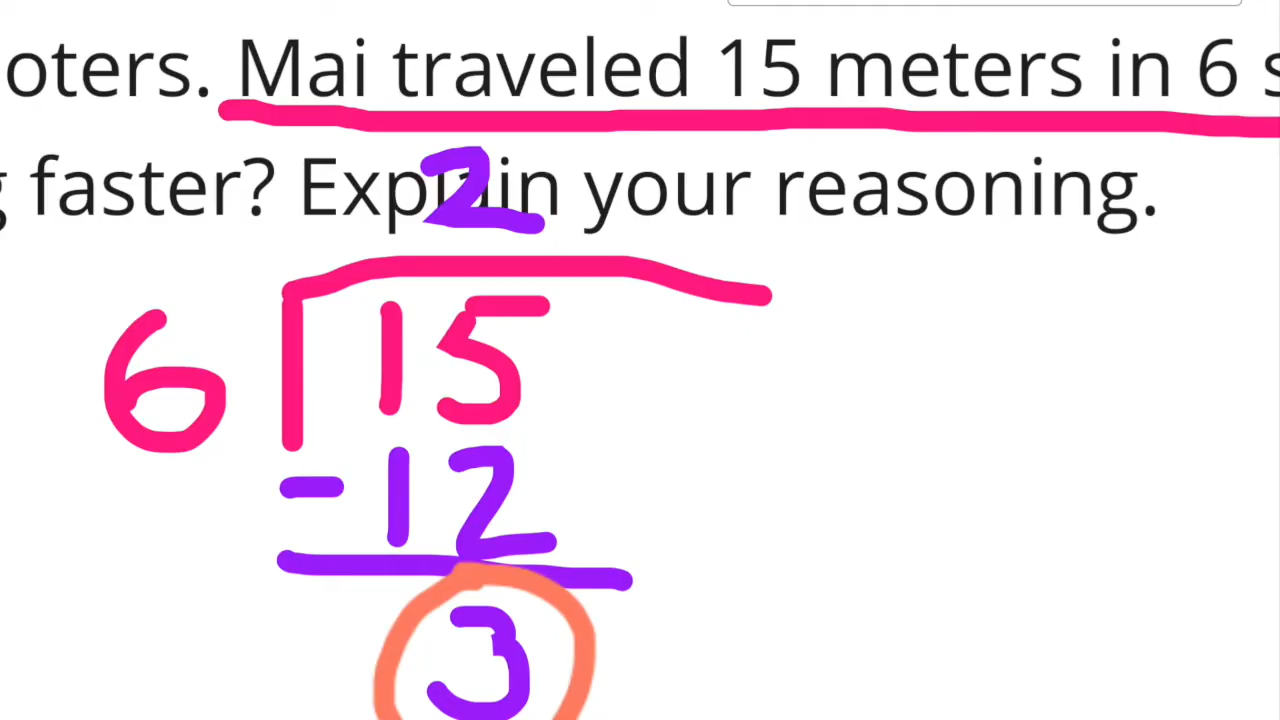 oters. Mai traveled 15 meters in 6 s
g faster? Explain your reasoning.
2
6 15
-12
3